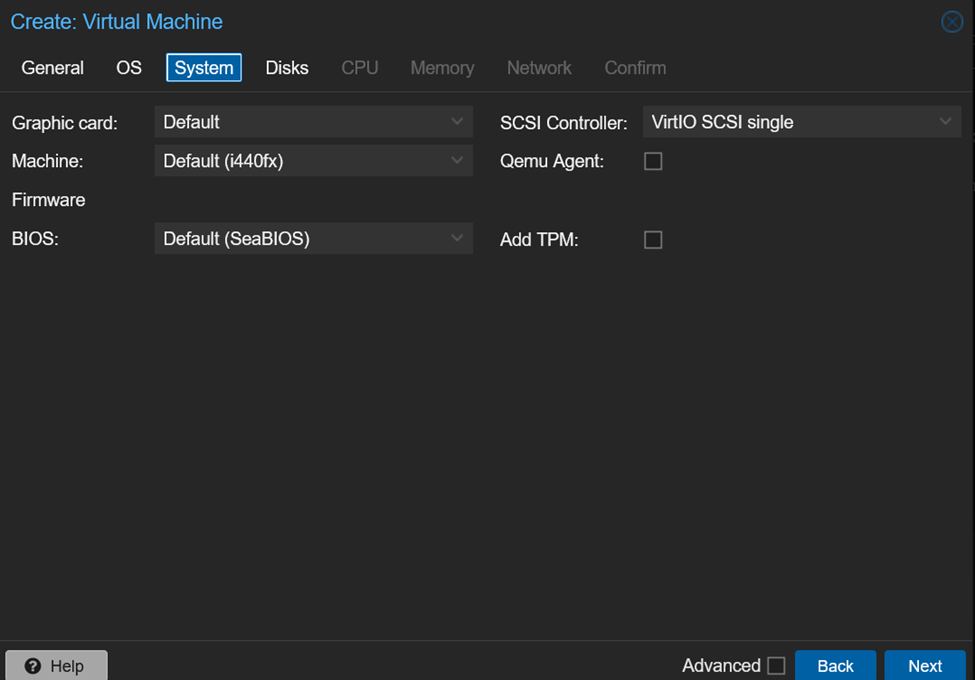 Create: Virtual Machine
General OS System Disks CPU Memory Network Confirm
Graphic card: Default SCSI Controller: VirtIO SCSI single
Machine: Default (i440fx) Qemu Agent:
Firmware
BIOS: Default (SeaBIOS) Add TPM:
? Help Advanced Back Next